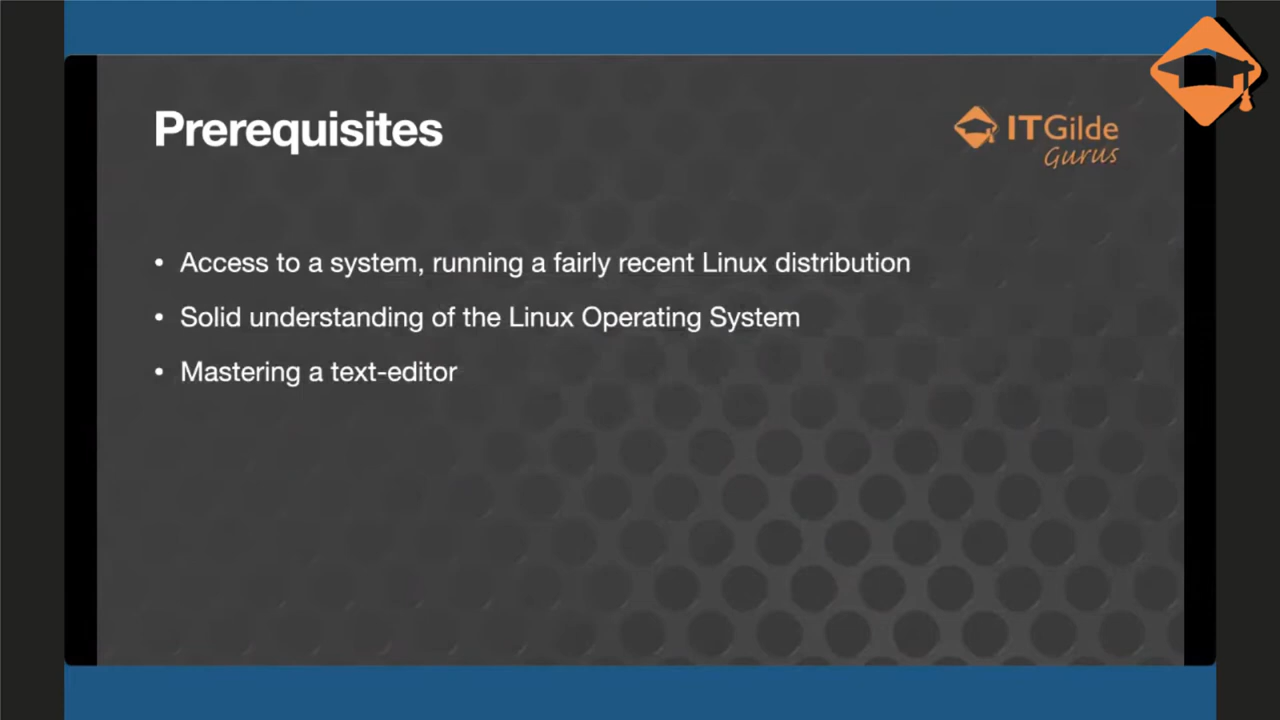 Prerequisites
ITGilde
Gurus
• Access to a system, running a fairly recent Linux distribution
• Solid understanding of the Linux Operating System
• Mastering a text-editor